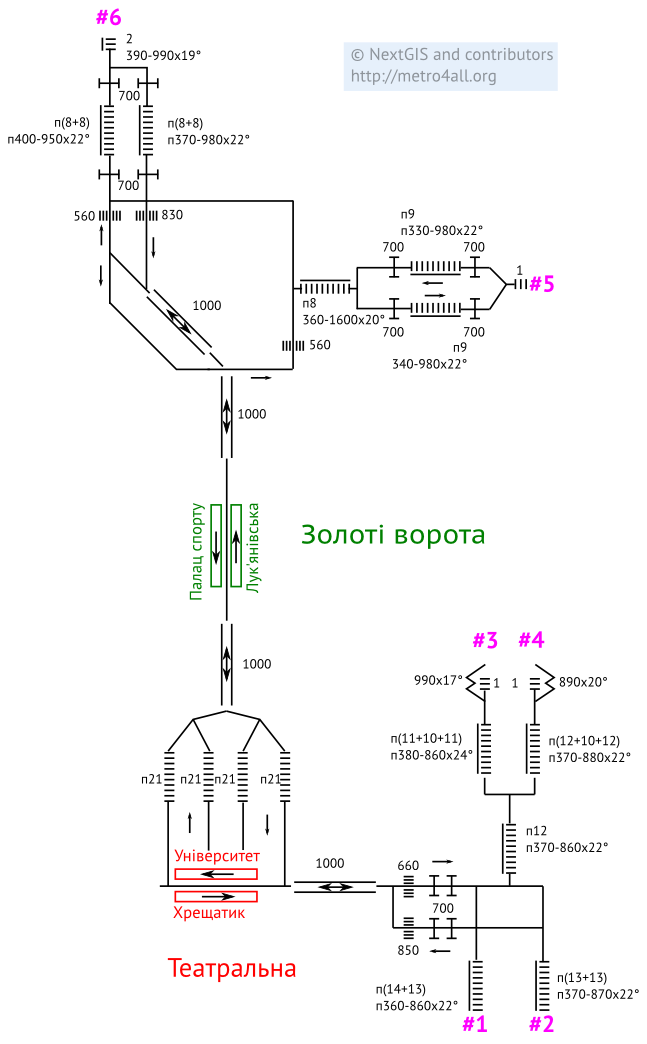 #6
2
390-990x19°
© NextGIS and contributors
http://metro4all.org
700
п(8+8)
п400-950x22°
п(8+8)
п370-980x22°
700
560
830
п9
п330-980x22°
700
700
1
#5
1000
п8
360-1600x20°
700
700
560
п9
340-980x22°
1000
Палац спорту
Лук'янівська
Золоті ворота
#3
#4
1000
990x17°
1
1
890x20°
п(11+10+11)
п380-860x24°
п(12+10+12)
п370-880x22°
п21
п21
п21
п21
п12
п370-860x22°
Університет
1000
660
700
Хрещатик
850
Театральна
п(14+13)
п360-860x22°
п(13+13)
п370-870x22°
#1
#2